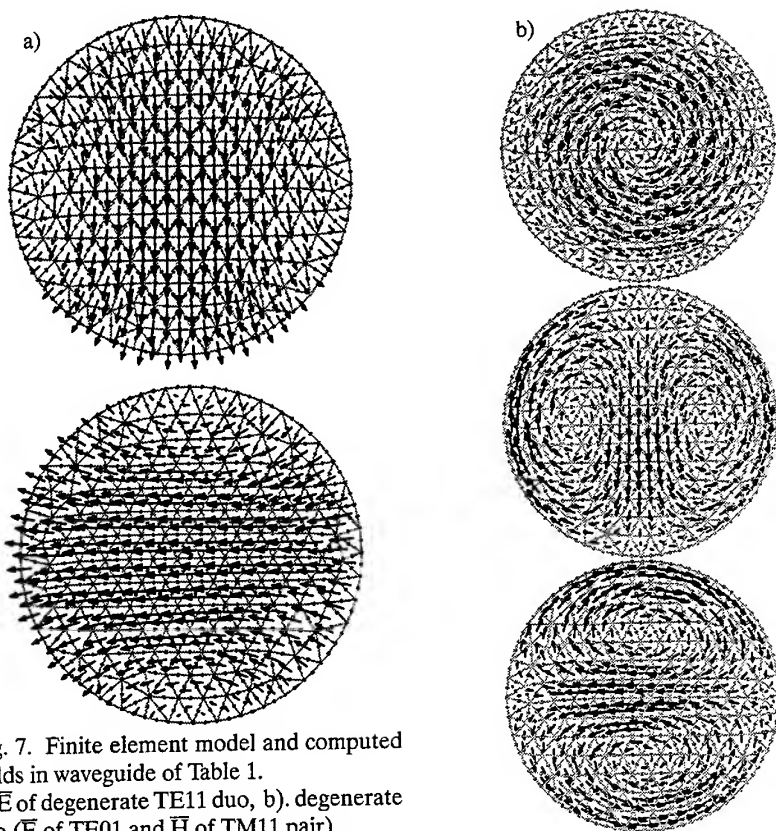 a)
b)
g. 7. Finite element model and computed
lds in waveguide of Table 1.
E̅ of degenerate TE11 duo, b). degenerate
(E̅ of TE01 and H̅ of TM11 pair)